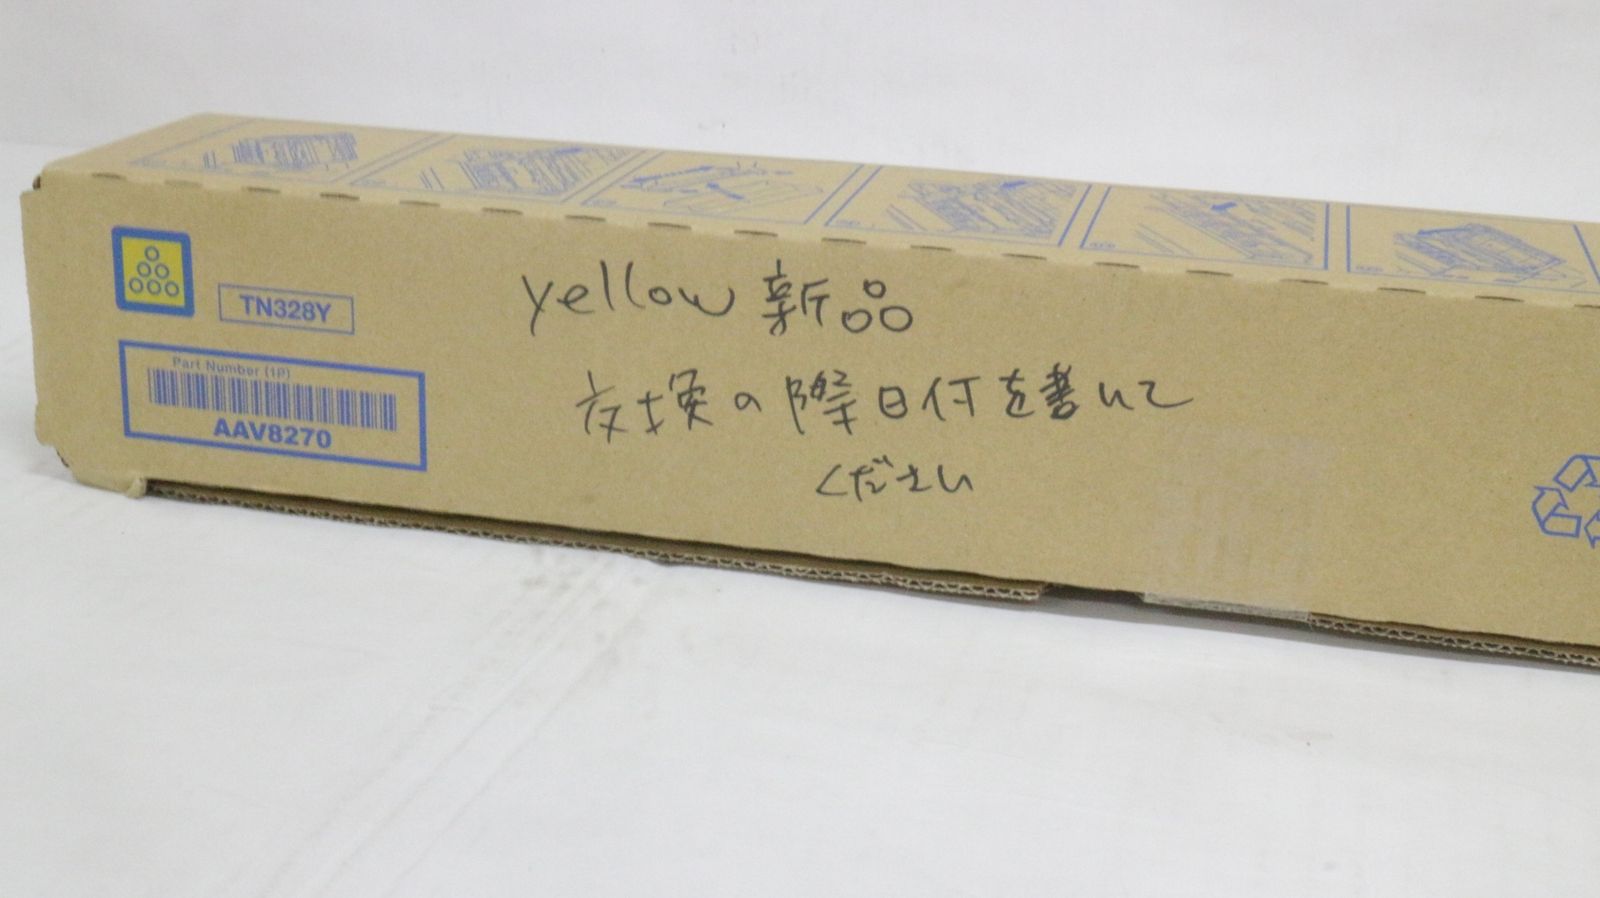 TN328Y
Part Number (1P)
AAV8270
yellow 新品
交換の際日付を書いて
ください